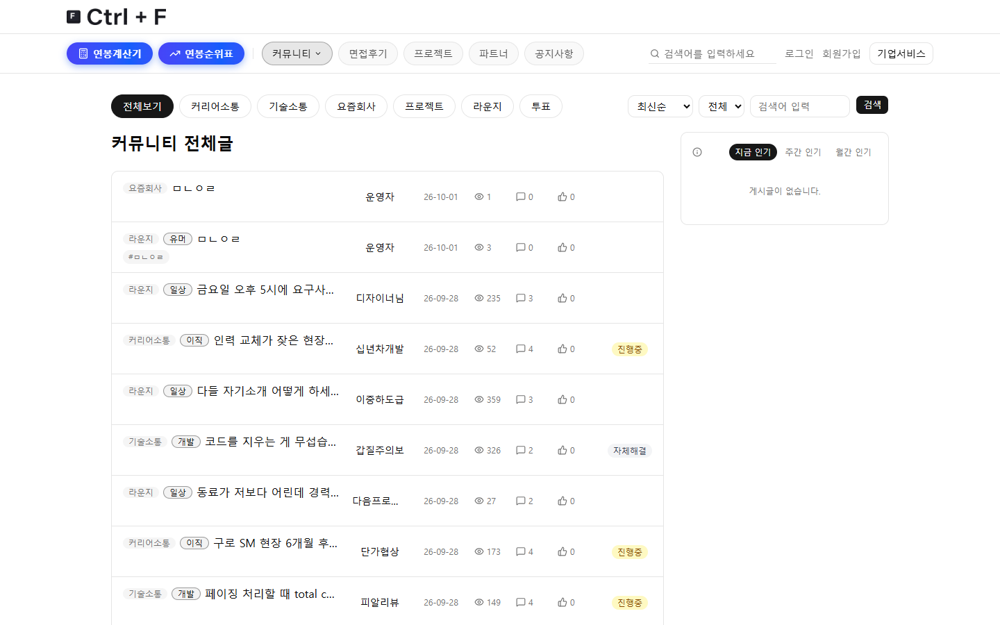 F Ctrl + F
연봉계산기 연봉순위표 커뮤니티 면접후기 프로젝트 파트너 공지사항 검색어를 입력하세요 로그인 회원가입 기업서비스
전체보기 커리어소통 기술소통 요즘회사 프로젝트 라운지 투표 최신순 전체 검색어 입력 검색
커뮤니티 전체글
지금 인기 주간 인기 월간 인기
게시글이 없습니다.
요즘회사 ㅁㄴㅇㄹ 운영자 26-10-01 1 0 0
라운지 유머 ㅁㄴㅇㄹ 운영자 26-10-01 3 0 0
#ㅁㄴㅇㄹ
라운지 일상 금요일 오후 5시에 요구사... 디자이너님 26-09-28 235 3 0
커리어소통 이직 인력 교체가 잦은 현장... 십년차개발 26-09-28 52 4 0 진행중
라운지 일상 다들 자기소개 어떻게 하세... 이중하도급 26-09-28 359 3 0
기술소통 개발 코드를 지우는 게 무섭습... 갑질주의보 26-09-28 326 2 0 자체해결
라운지 일상 동료가 저보다 어린데 경력... 다음프로... 26-09-28 27 2 0
커리어소통 이직 구로 SM 현장 6개월 후... 단가협상 26-09-28 173 4 0 진행중
기술소통 개발 페이징 처리할 때 total c... 피알리뷰 26-09-28 149 4 0 진행중